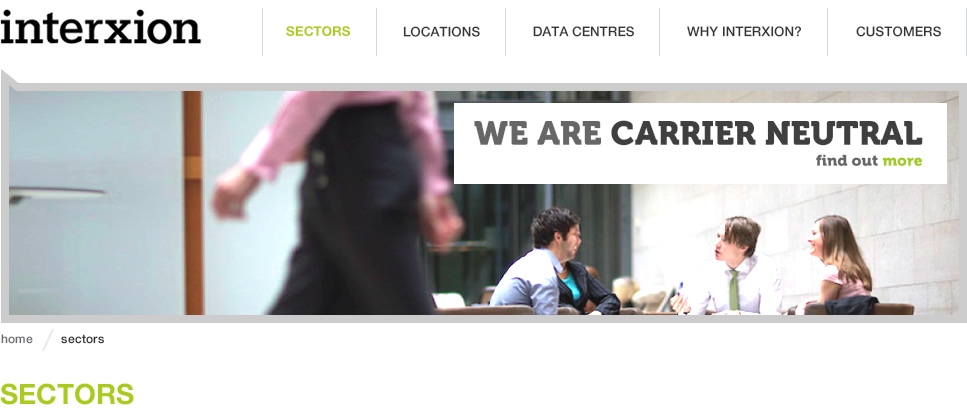 interxion
SECTORS
LOCATIONS
DATA CENTRES
WHY INTERXION?
CUSTOMERS
WE ARE CARRIER NEUTRAL
find out more
home / sectors
SECTORS